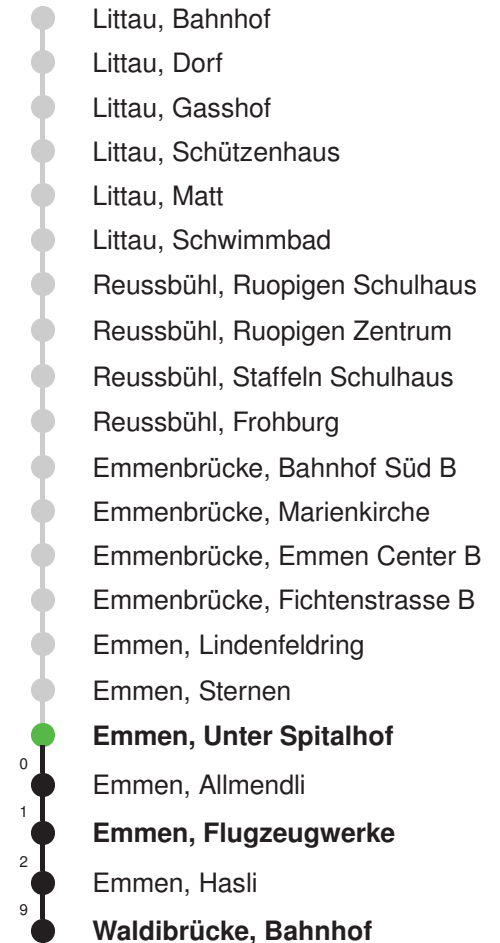 Littau, Bahnhof
Littau, Dorf
Littau, Gasshof
Littau, Schützenhaus
Littau, Matt
Littau, Schwimmbad
Reussbühl, Ruopigen Schulhaus
Reussbühl, Ruopigen Zentrum
Reussbühl, Staffeln Schulhaus
Reussbühl, Frohburg
Emmenbrücke, Bahnhof Süd B
Emmenbrücke, Marienkirche
Emmenbrücke, Emmen Center B
Emmenbrücke, Fichtenstrasse B
Emmen, Lindenfeldring
Emmen, Sternen
Emmen, Unter Spitalhof
0
Emmen, Allmendli
1
Emmen, Flugzeugwerke
2
Emmen, Hasli
9
Waldibrücke, Bahnhof